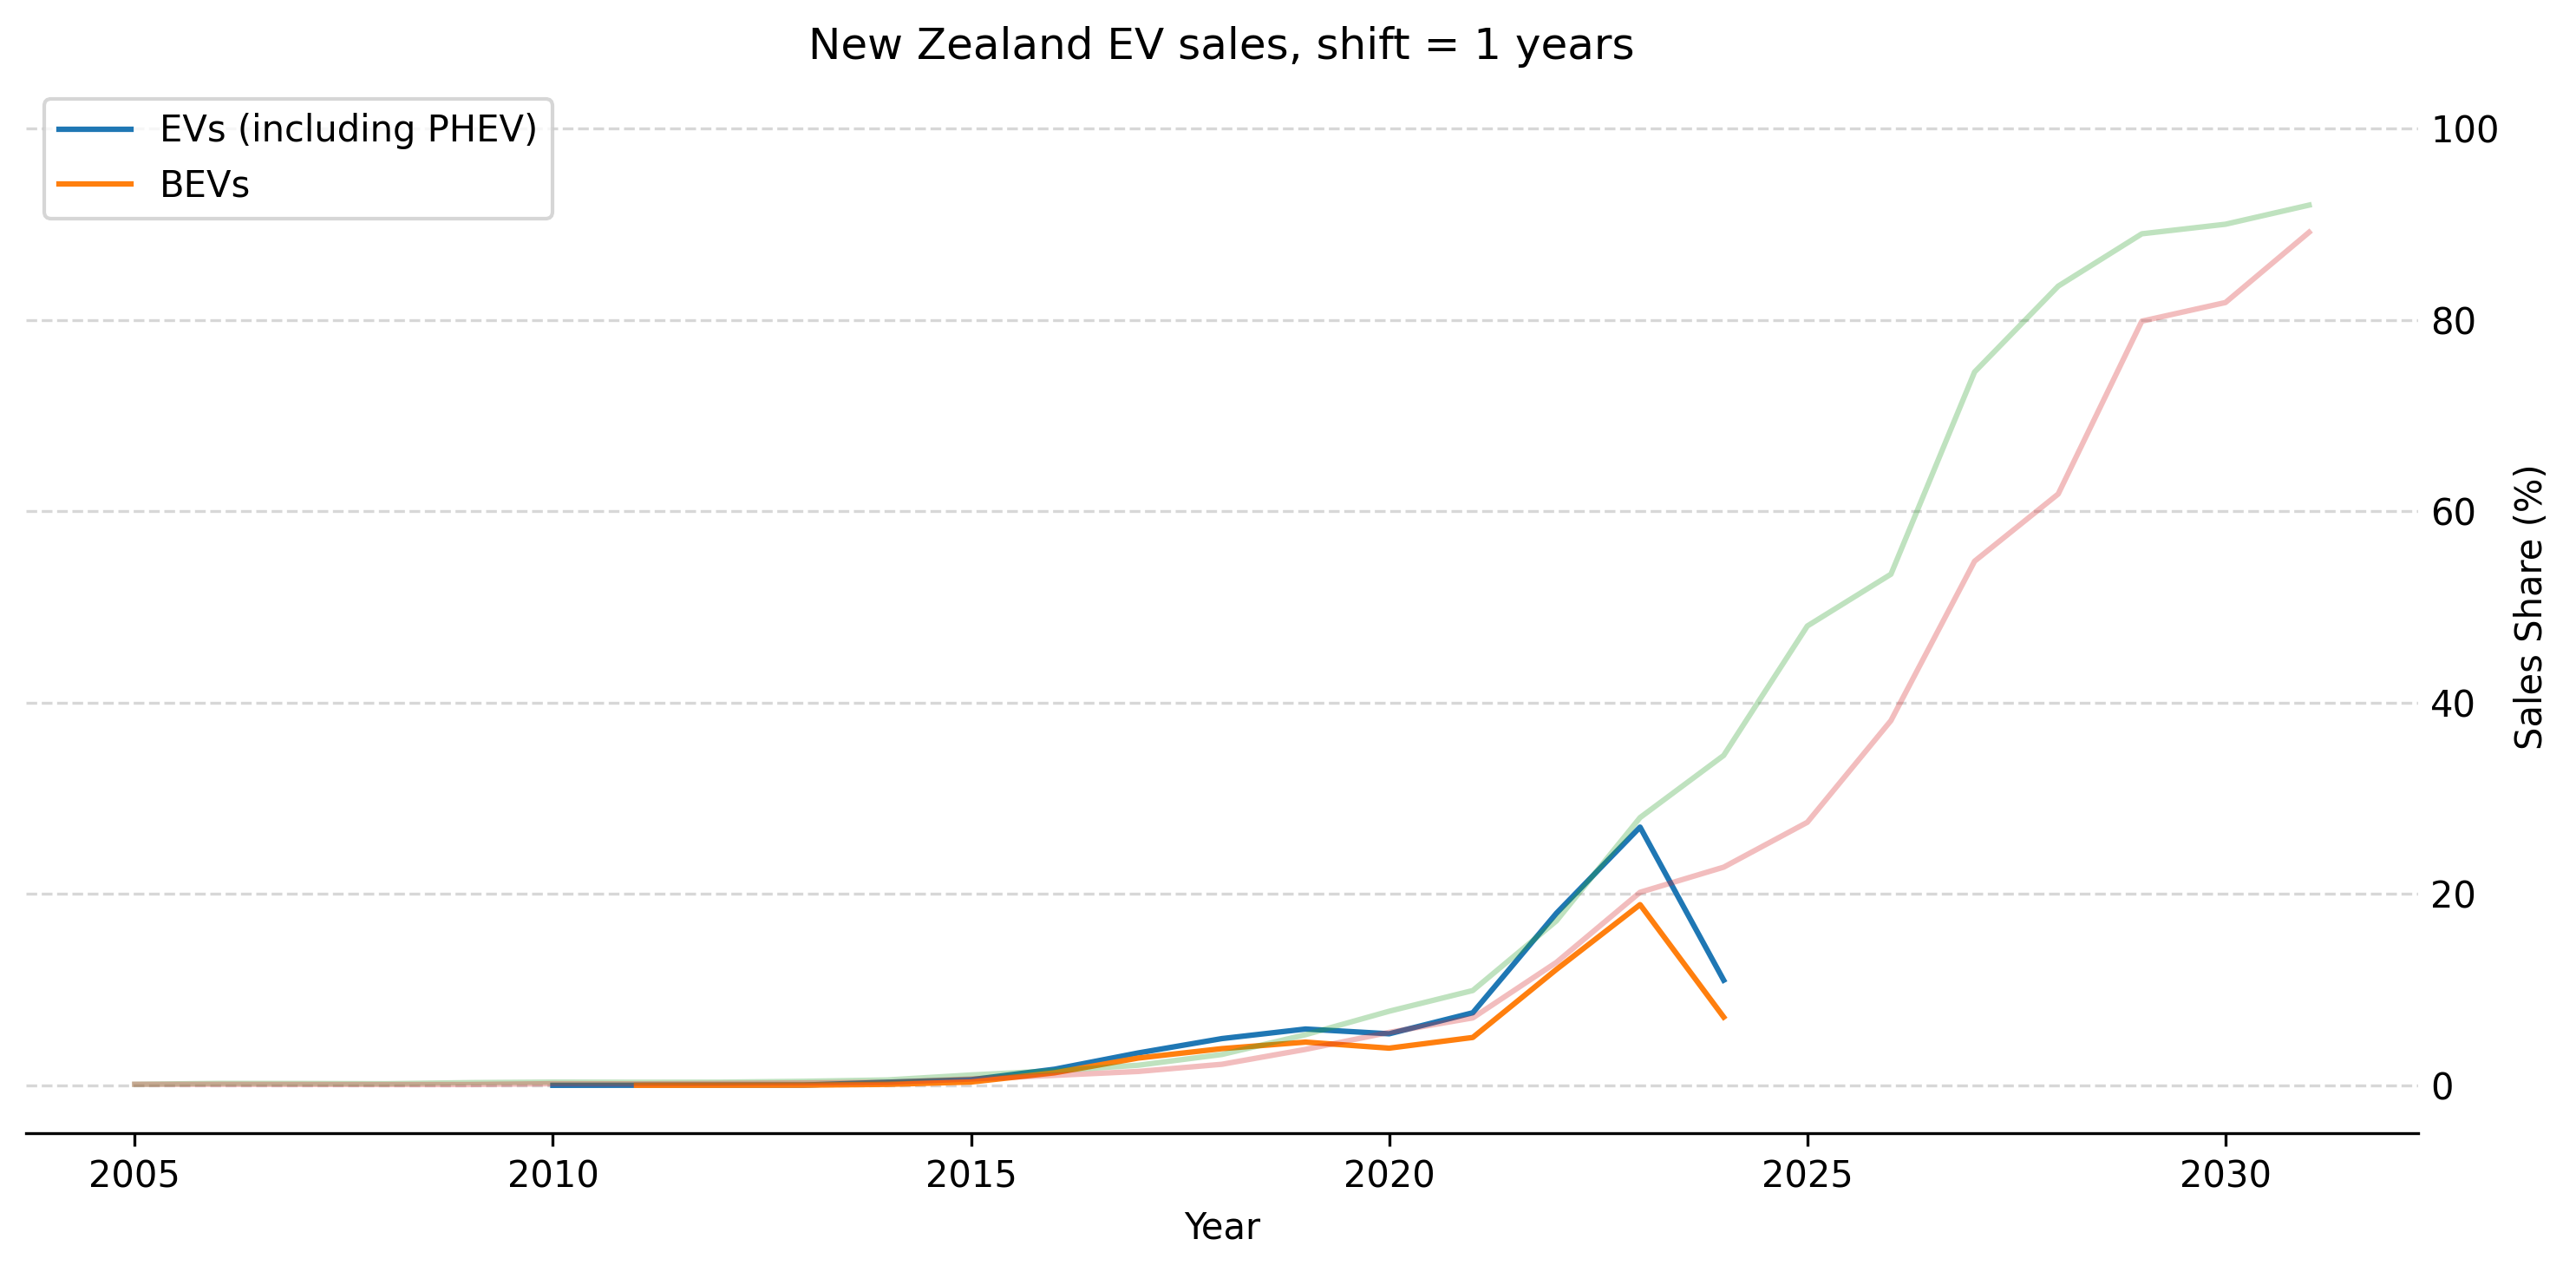 New Zealand EV sales, shift = 1 years
EVs (including PHEV)
BEVs
100
80
60
40
20
0
Sales Share (%)
2005 2010 2015 2020 2025 2030
Year